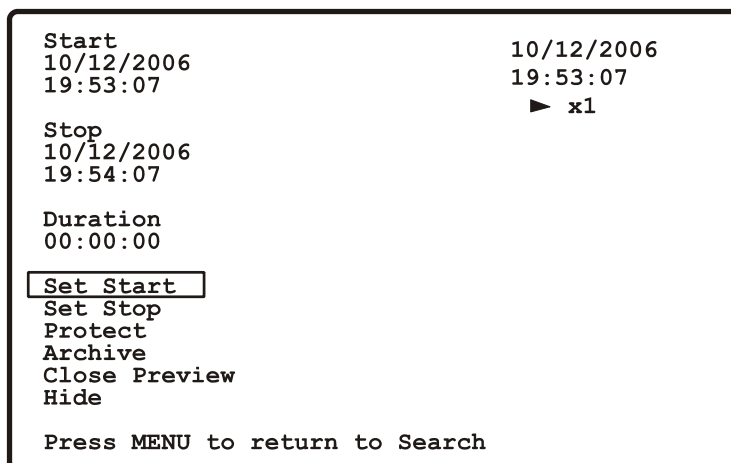 Start
10/12/2006
19:53:07
Stop
10/12/2006
19:54:07
Duration
00:00:00
Set Start
Set Stop
Protect
Archive
Close Preview
Hide
Press MENU to return to Search
10/12/2006
19:53:07
► x1